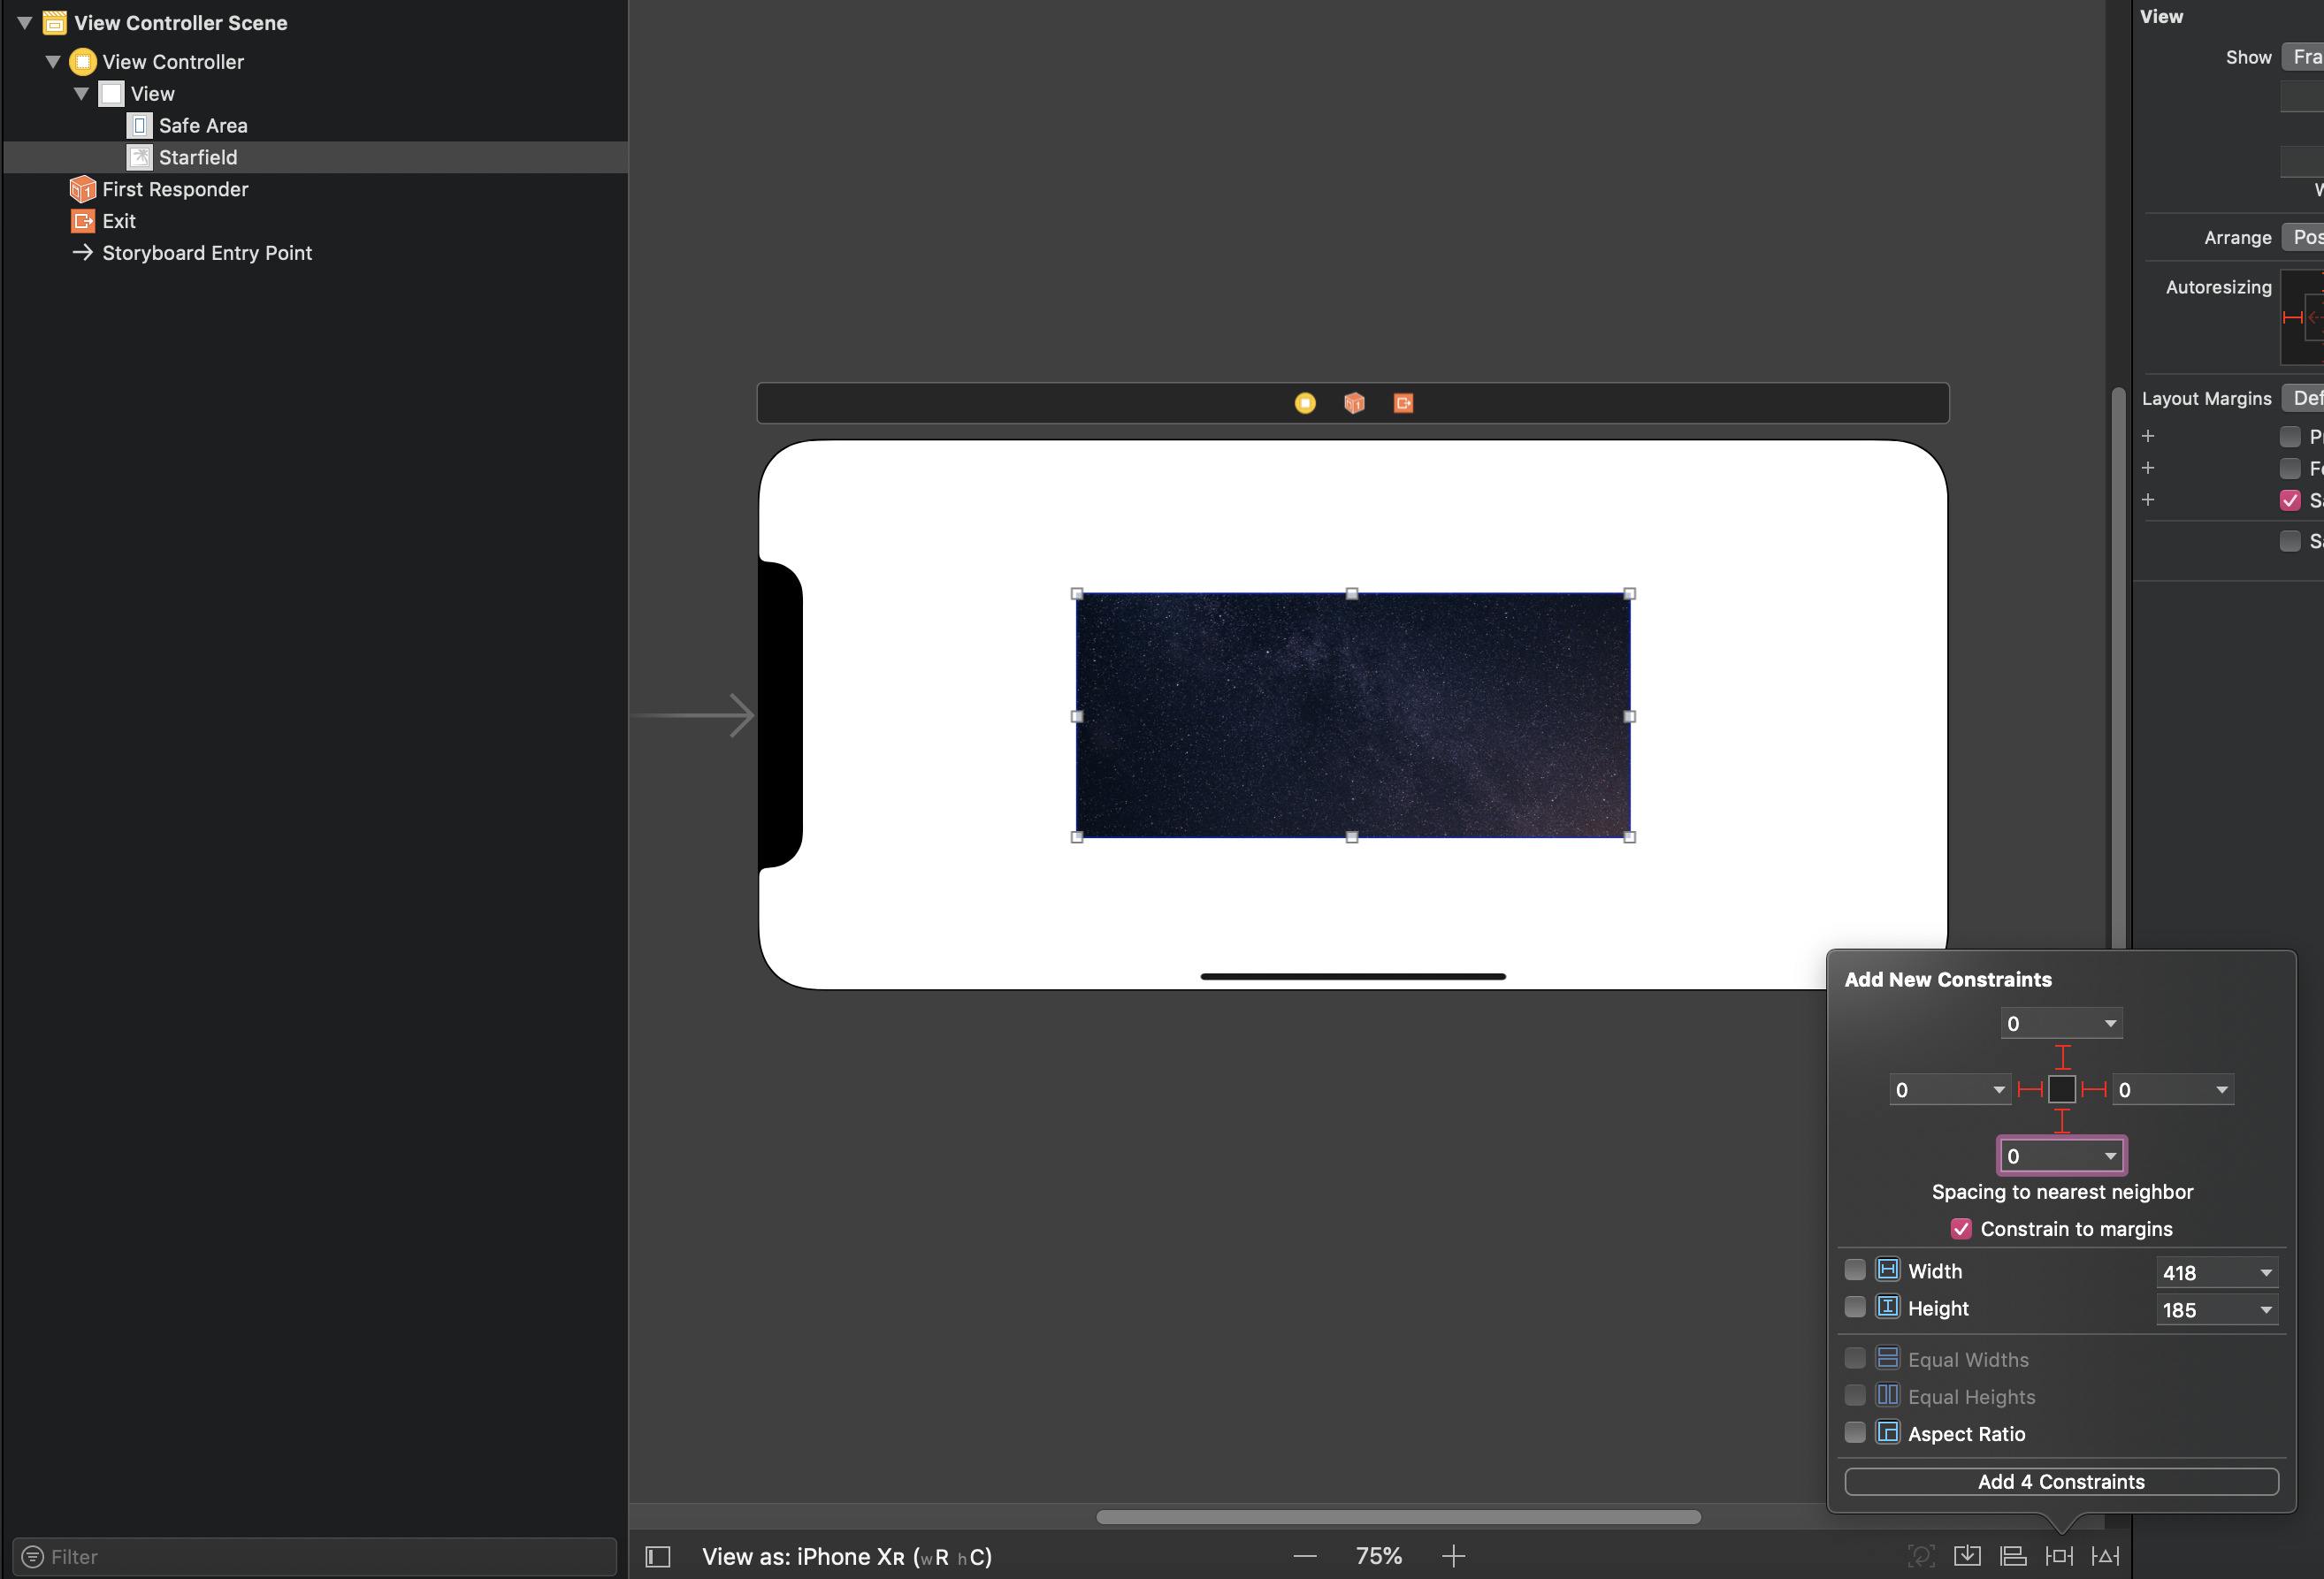 View Controller Scene
View Controller
View
Safe Area
Starfield
First Responder
Exit
Storyboard Entry Point
Filter
View as: iPhone XR (wR hC)
75%
View
Show
Fra
W
Arrange
Pos
Autoresizing
Layout Margins
Def
Add New Constraints
0
0
0
0
Spacing to nearest neighbor
Constrain to margins
Width
418
Height
185
Equal Widths
Equal Heights
Aspect Ratio
Add 4 Constraints